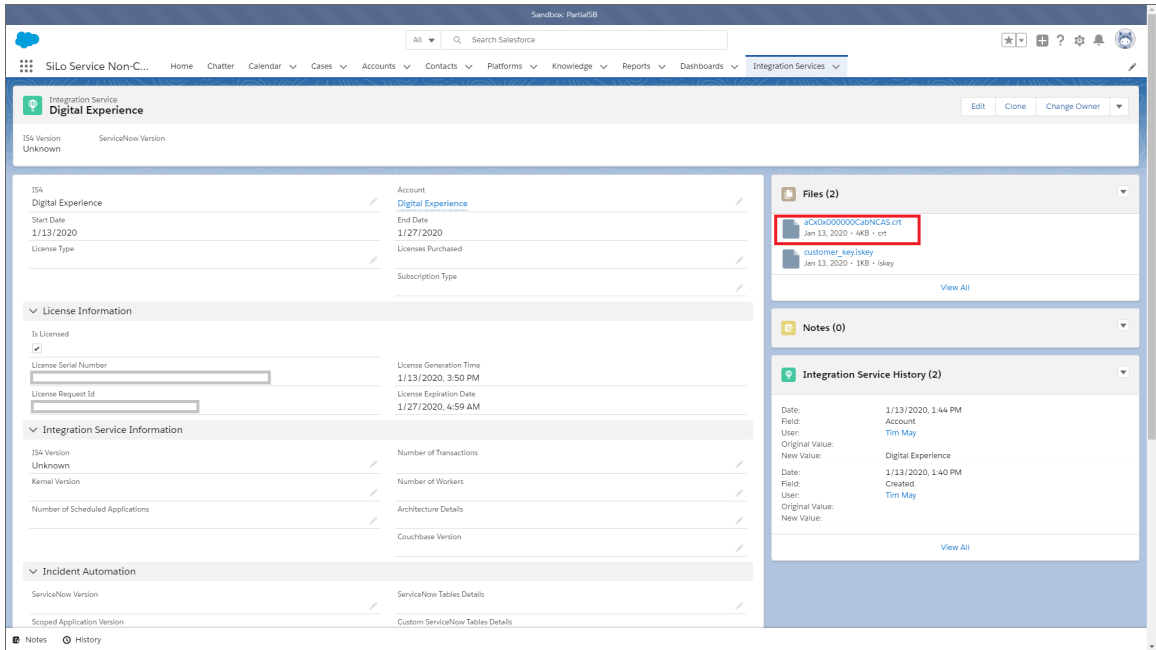 Sandbox: PartialSB
All Search Salesforce
SiLo Service Non-C... Home Chatter Calendar Cases Accounts Contacts Platforms Knowledge Reports Dashboards Integration Services
Integration Service
Digital Experience
Edit Clone Change Owner
IS4 Version ServiceNow Version
Unknown
IS4 Account
Digital Experience Digital Experience
Start Date End Date
1/13/2020 1/27/2020
License Type Licenses Purchased
Subscription Type
License Information
Is Licensed
License Serial Number License Generation Time
1/13/2020, 3:50 PM
License Request Id License Expiration Date
1/27/2020, 4:59 AM
Integration Service Information
IS4 Version Number of Transactions
Unknown
Kernel Version Number of Workers
Number of Scheduled Applications Architecture Details
Couchbase Version
Incident Automation
ServiceNow Version ServiceNow Tables Details
Scoped Application Version Custom ServiceNow Tables Details
Files (2)
aCx0x000000CabNCAS.crt
Jan 13, 2020 • 4KB • crt
customer_key.iskey
Jan 13, 2020 • 1KB • iskey
View All
Notes (0)
Integration Service History (2)
Date: 1/13/2020, 1:44 PM
Field: Account
User: Tim May
Original Value:
New Value: Digital Experience
Date: 1/13/2020, 1:40 PM
Field: Created.
User: Tim May
Original Value:
New Value:
View All
Notes History